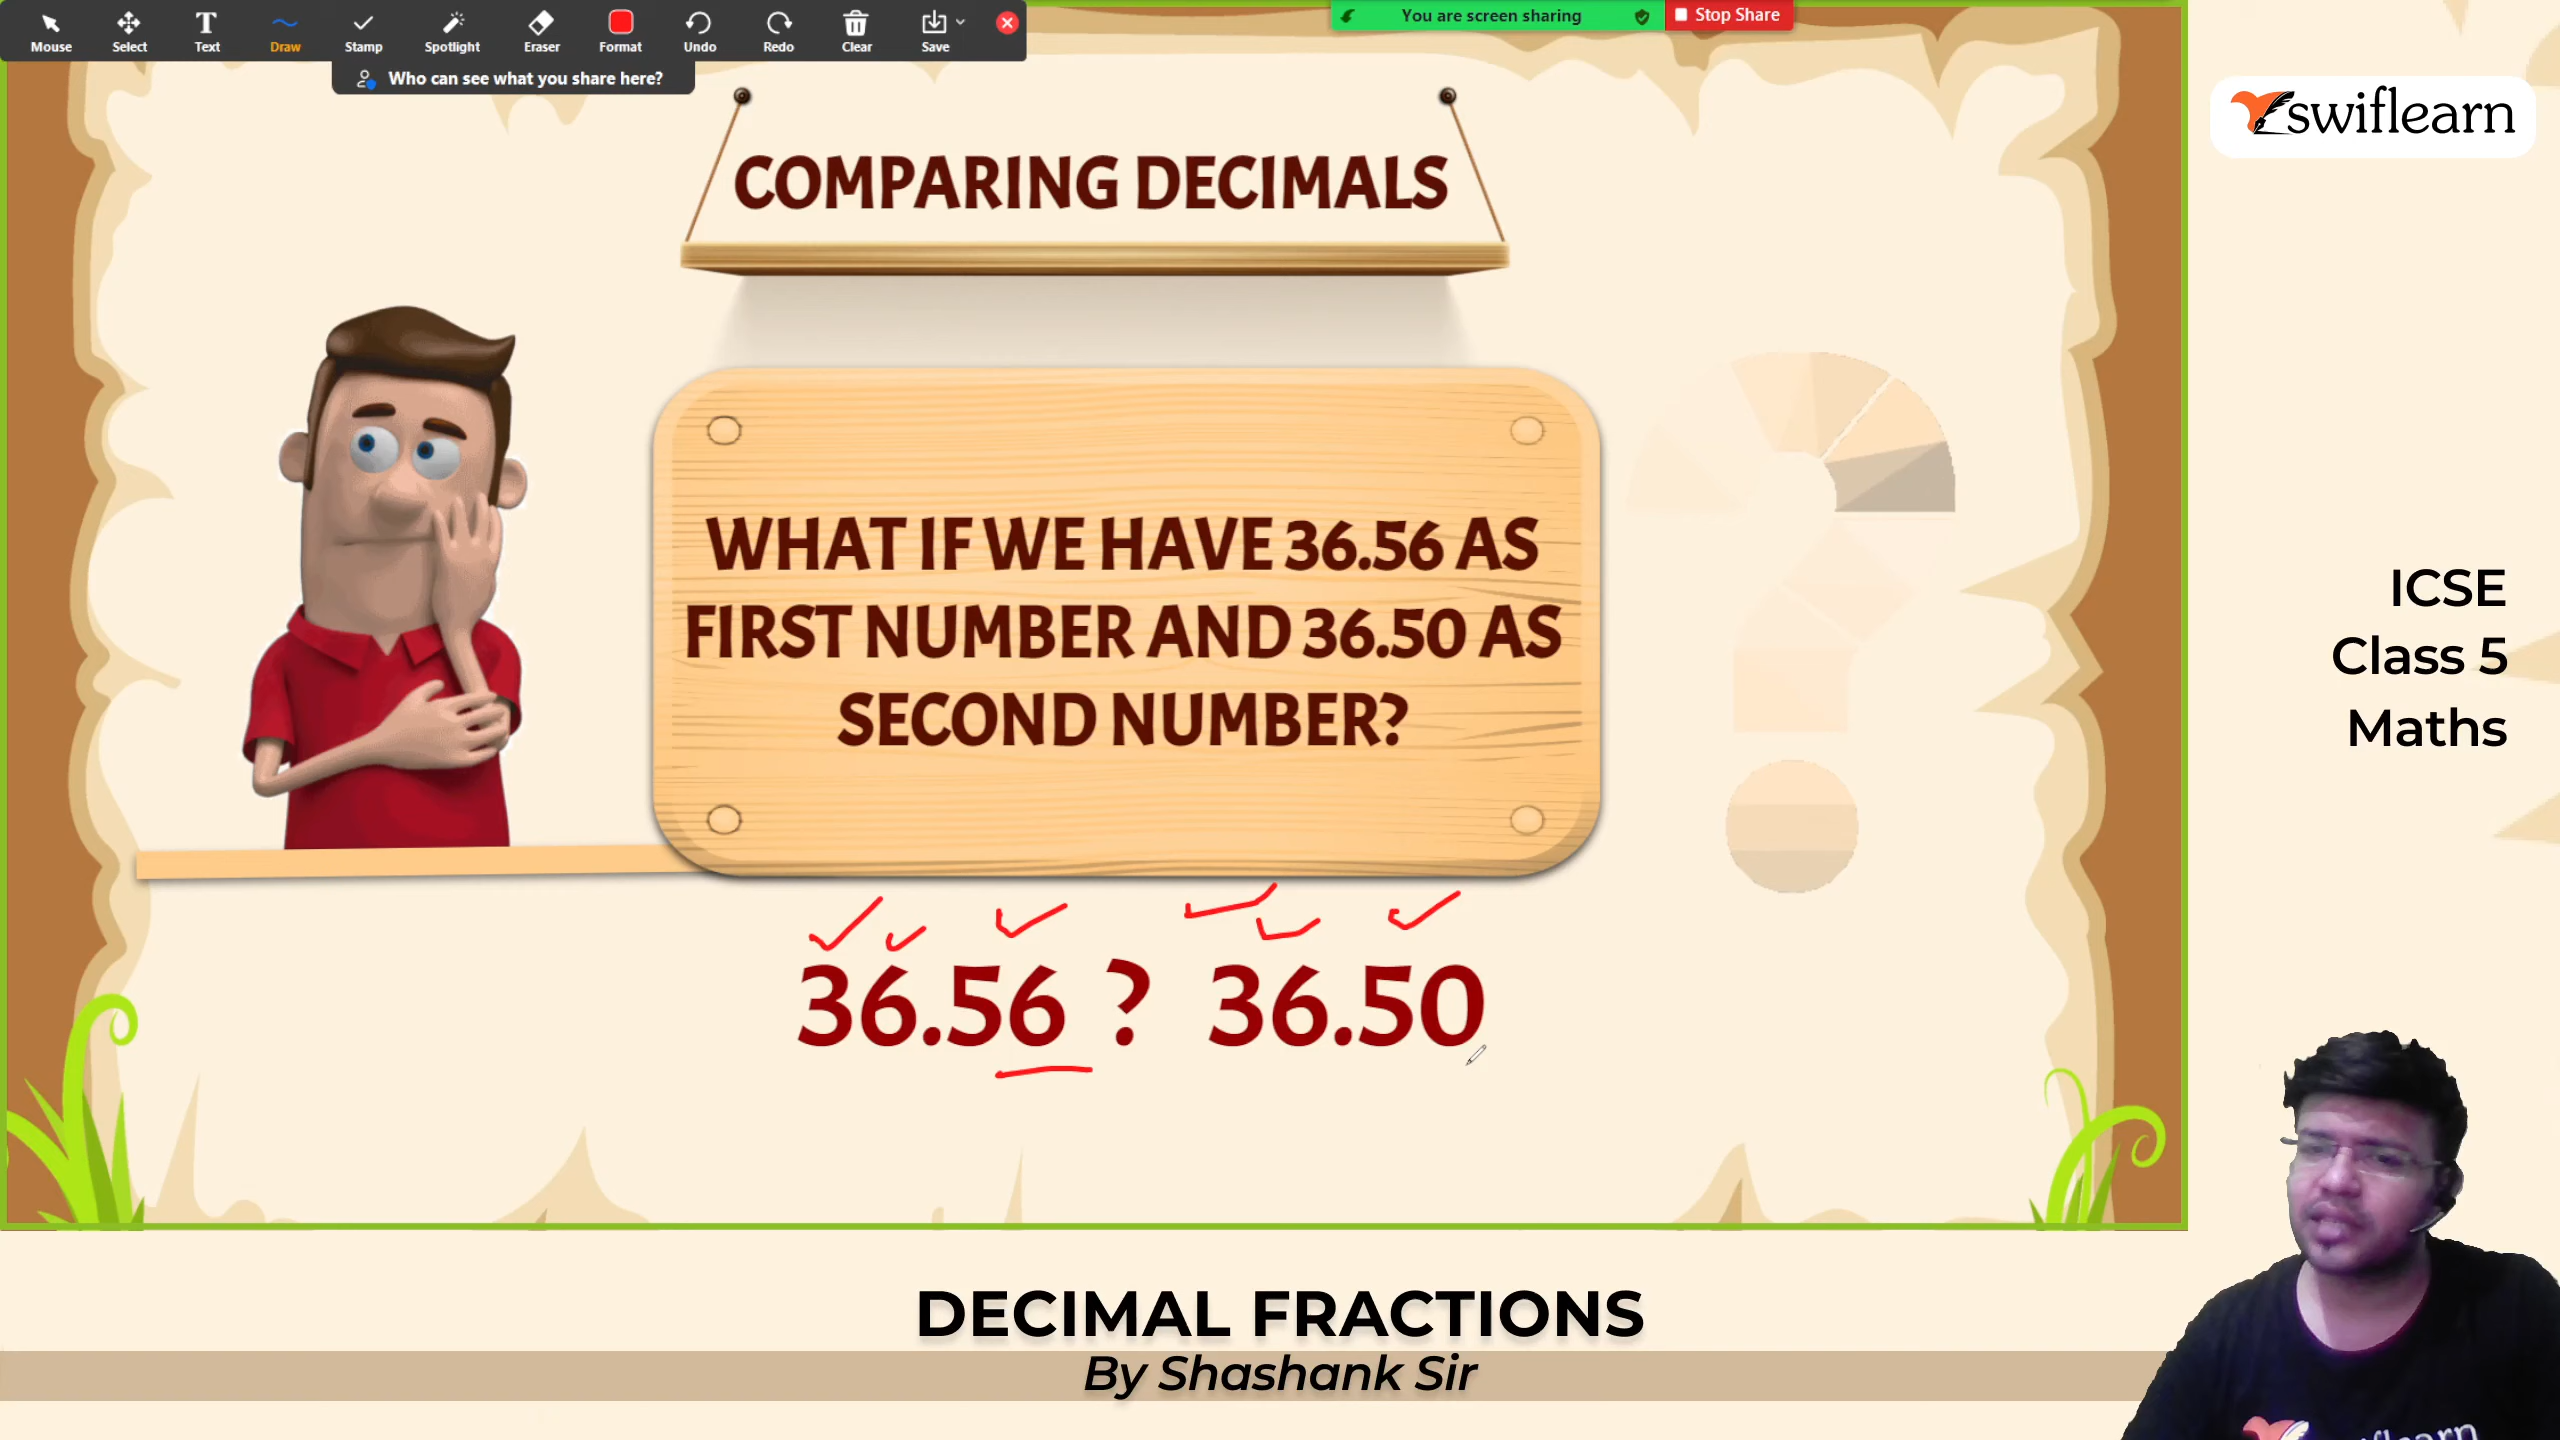 Mouse Select Text Draw Stamp Spotlight Eraser Format Undo Redo Clear Save
You are screen sharing Stop Share
Who can see what you share here?
swiflearn
COMPARING DECIMALS
WHAT IF WE HAVE 36.56 AS
FIRST NUMBER AND 36.50 AS
SECOND NUMBER?
36.56 ? 36.50
ICSE
Class 5
Maths
DECIMAL FRACTIONS
By Shashank Sir